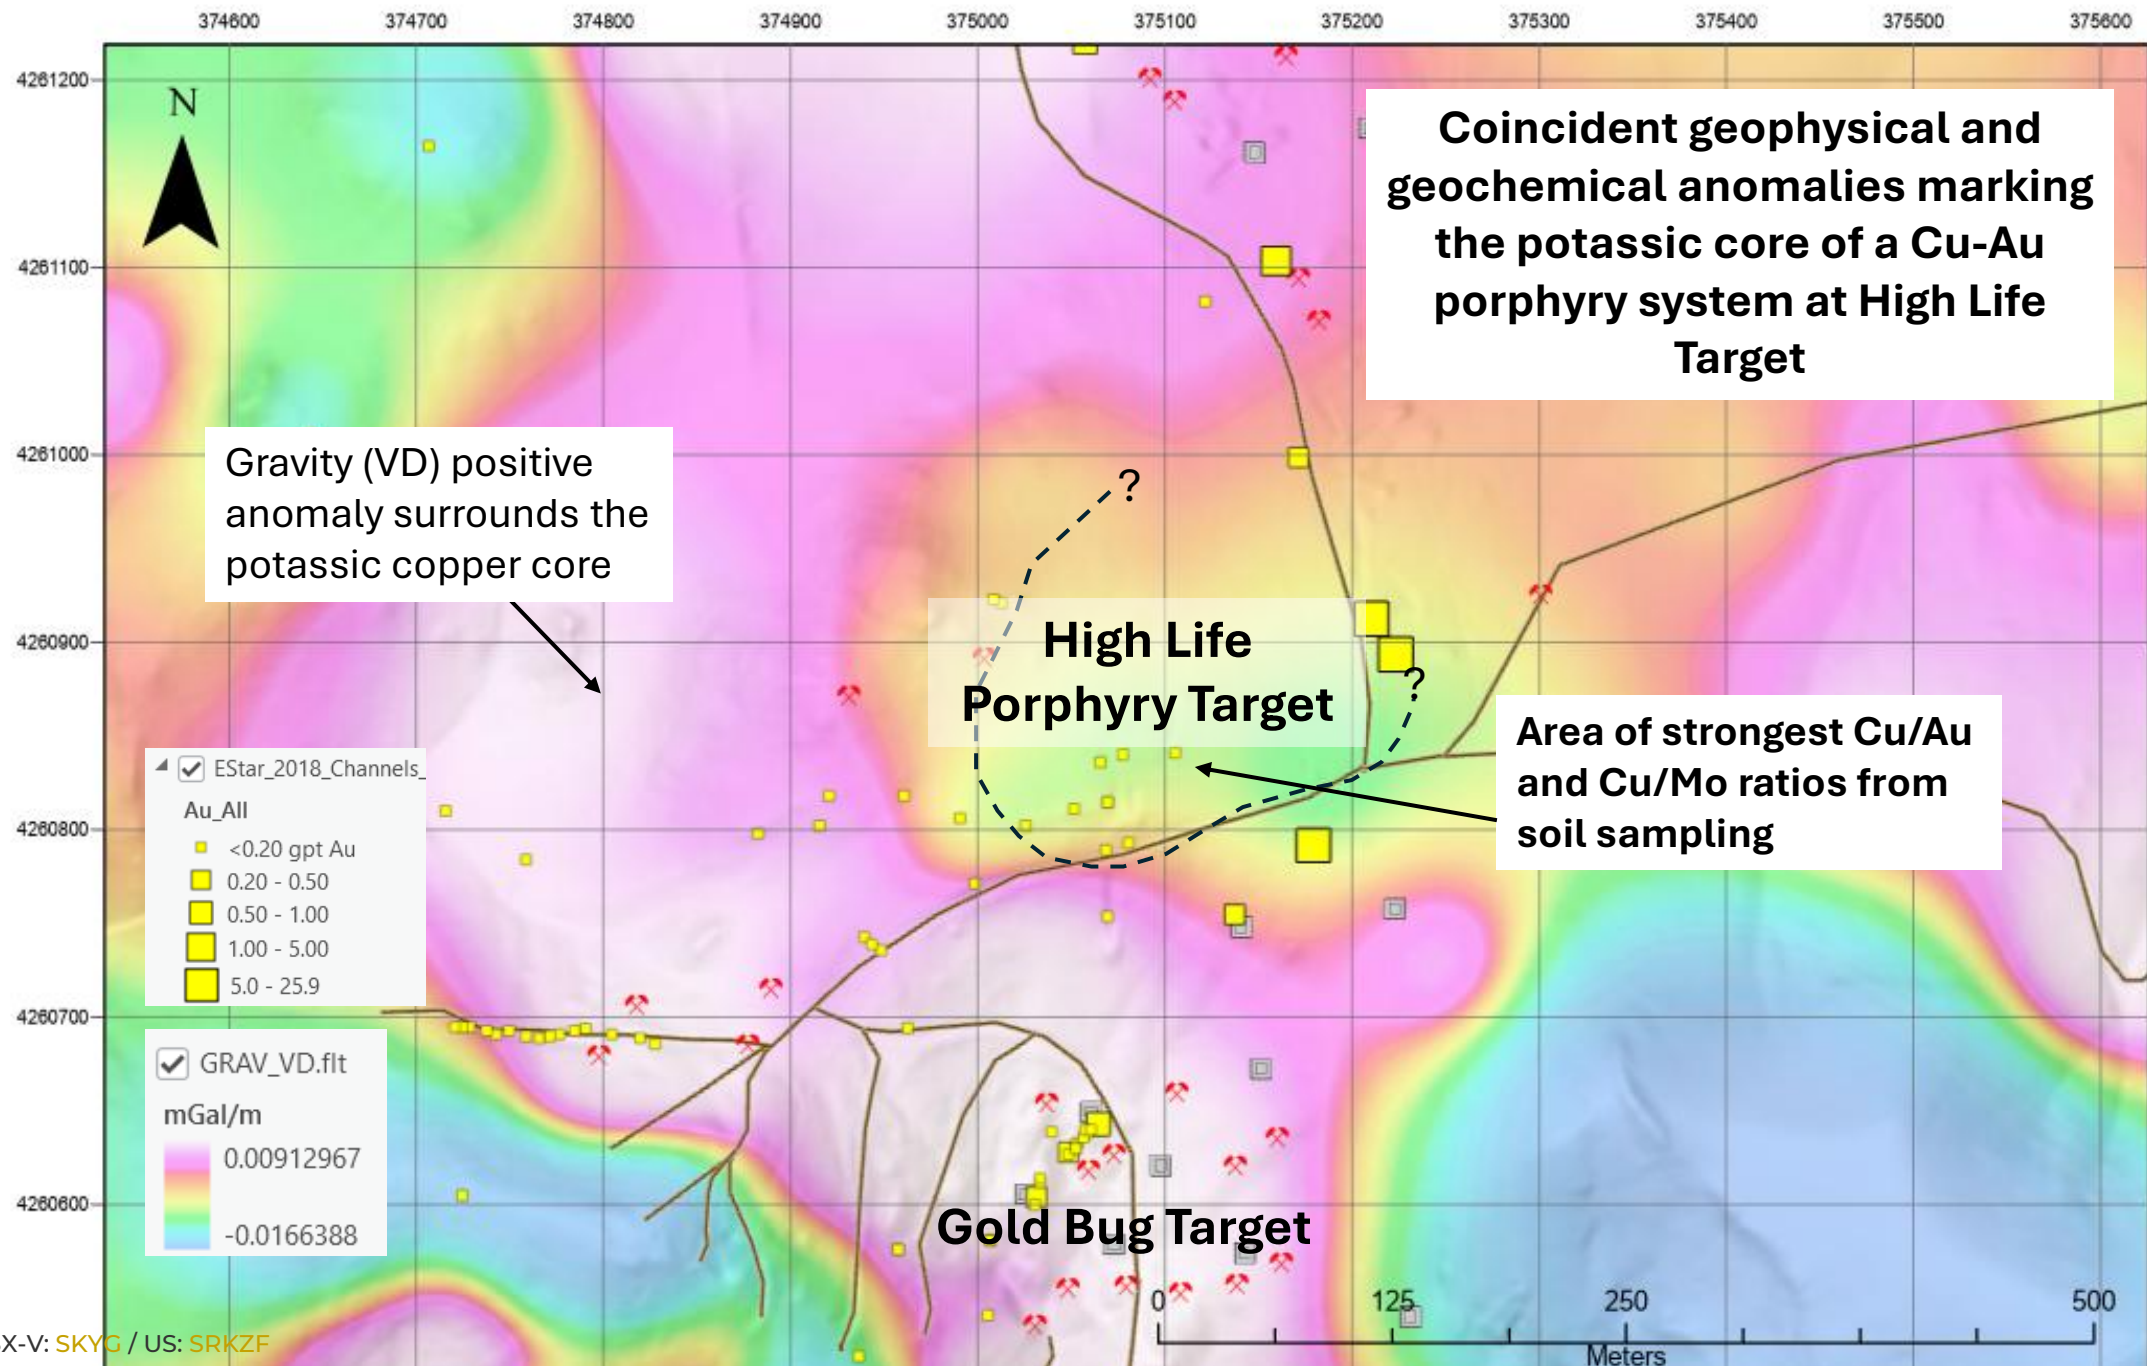 374600 374700 374800 374900 375000 375100 375200 375300 375400 375500 375600
4261200
N
Coincident geophysical and
geochemical anomalies marking
the potassic core of a Cu-Au
porphyry system at High Life
Target
4261100
4261000
Gravity (VD) positive
anomaly surrounds the
potassic copper core
?
4260900
High Life
Porphyry Target
?
Area of strongest Cu/Au
and Cu/Mo ratios from
soil sampling
EStar_2018_Channels_
Au_All
<0.20 gpt Au
0.20 - 0.50
0.50 - 1.00
1.00 - 5.00
5.0 - 25.9
4260800
4260700
GRAV_VD.flt
mGal/m
0.00912967
-0.0166388
4260600
Gold Bug Target
0 125 250 500
Meters
X-V: SKYG / US: SRKZF